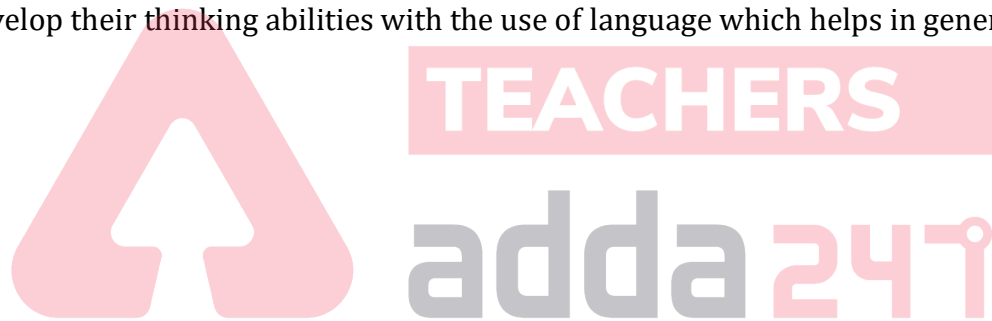 velop their thinking abilities with the use of language which helps in gener
TEACHERS
adda 247